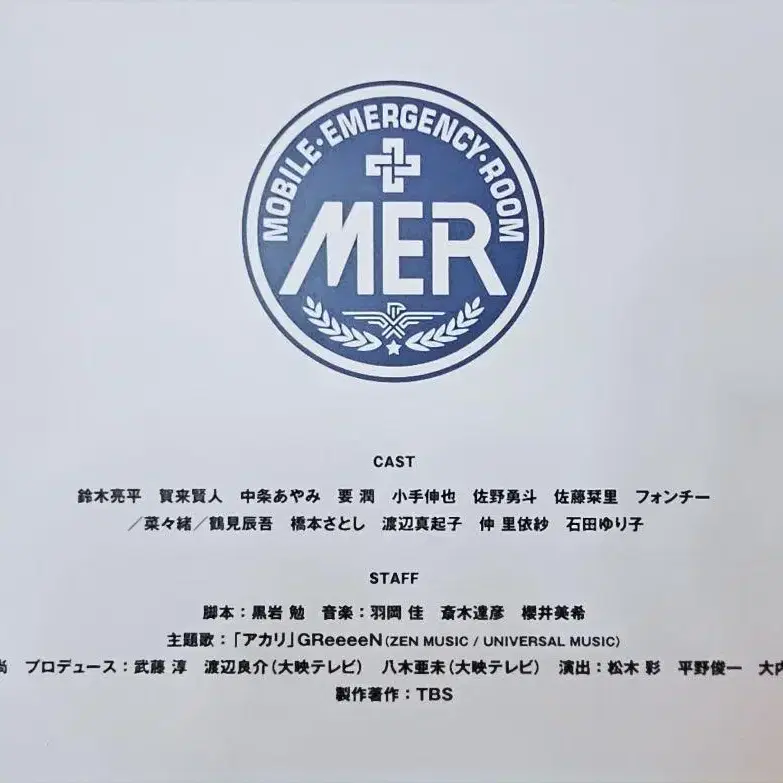 MOBILE・EMERGENCY・ROOM
MER
CAST
鈴木亮平 賀来賢人 中条あやみ 要 潤 小手伸也 佐野勇斗 佐藤栞里 フォンチー
／菜々緒／鶴見辰吾 橋本さとし 渡辺真起子 仲 里依紗 石田ゆり子
STAFF
脚本：黒岩 勉 音楽：羽岡 佳 斎木達彦 櫻井美希
主題歌：「アカリ」GReeeeN（ZEN MUSIC / UNIVERSAL MUSIC）
尚 プロデュース：武藤 淳 渡辺良介（大映テレビ） 八木亜未（大映テレビ） 演出：松木 彩 平野俊一 大内
製作著作：TBS